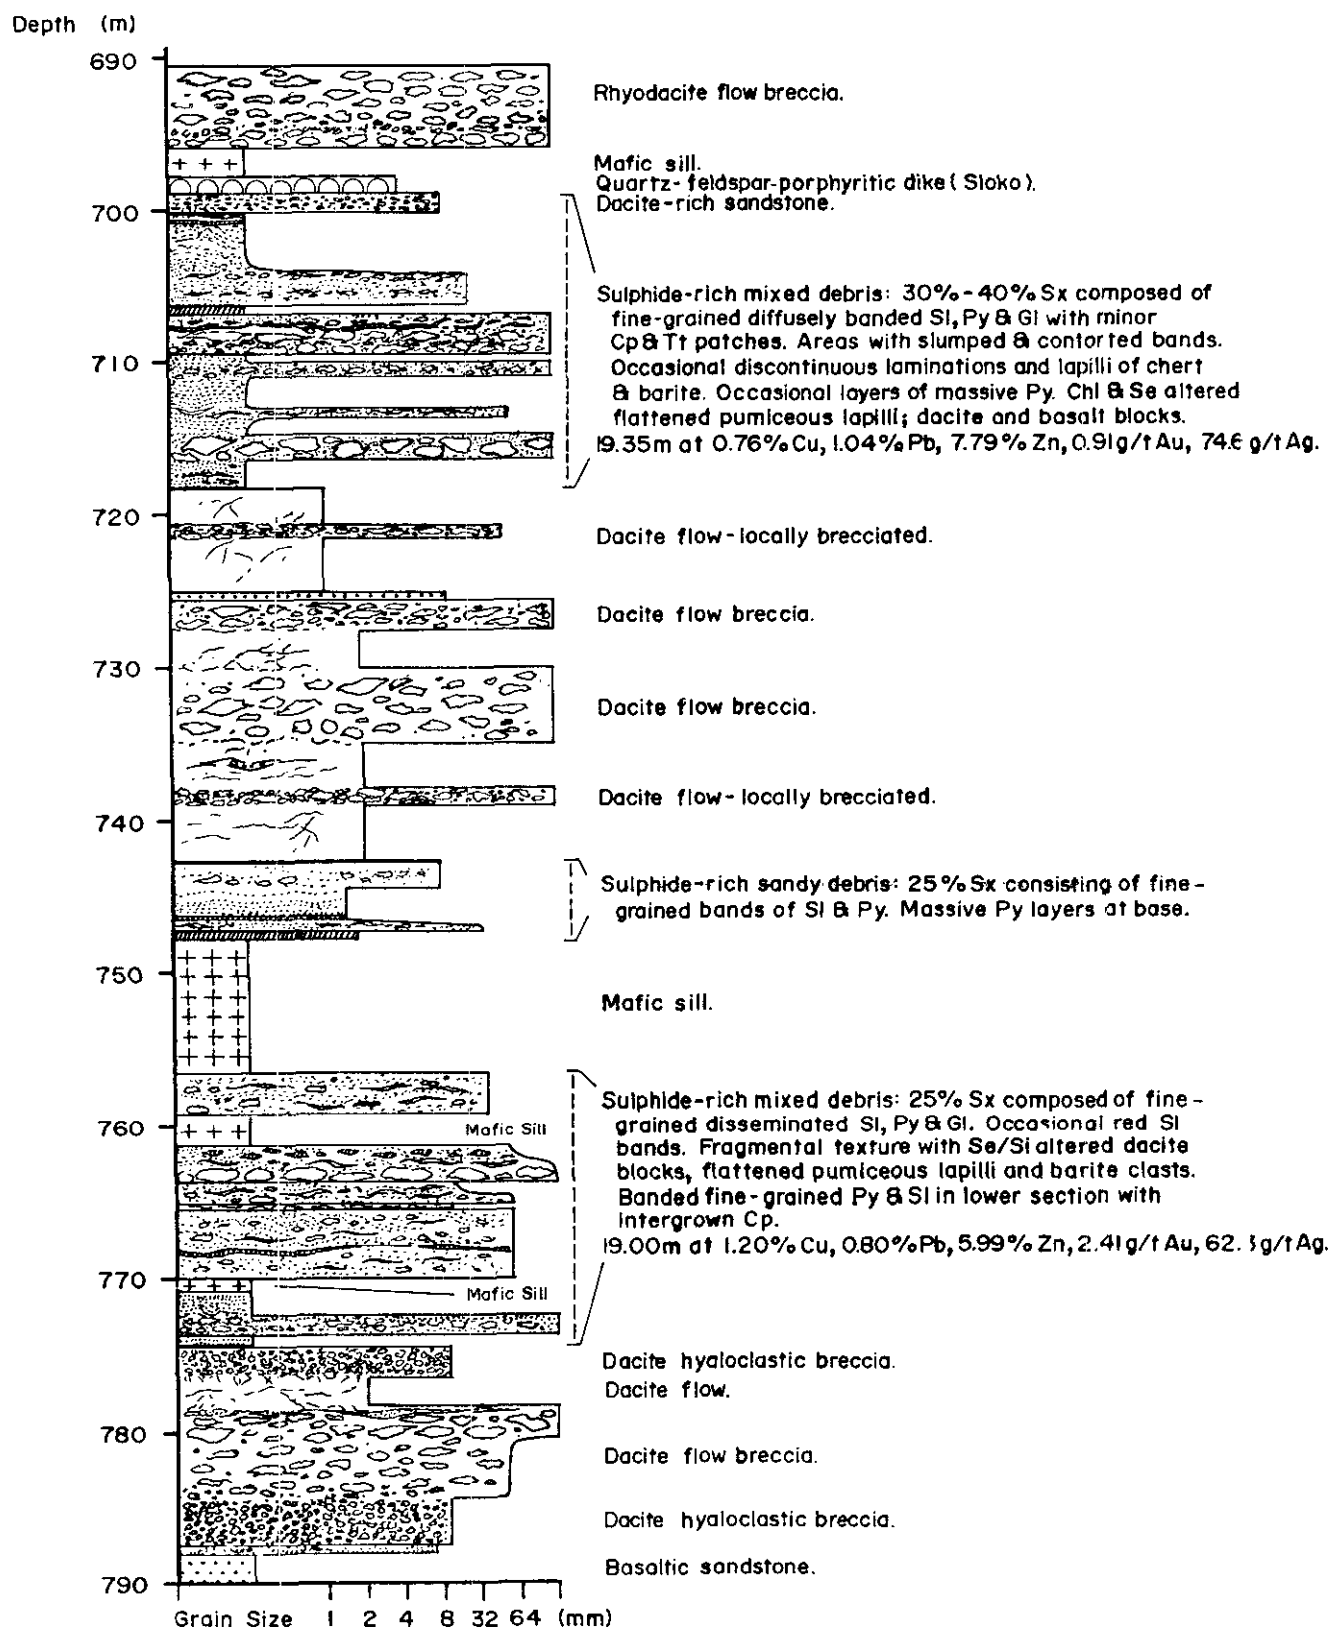 Depth (m)
690
Rhyodacite flow breccia.
Mafic sill.
Quartz-feldspar-porphyritic dike (Sloko).
Dacite-rich sandstone.
700
Sulphide-rich mixed debris: 30%-40% Sx composed of
fine-grained diffusely banded Sl, Py & Gl with minor
Cp & Tt patches. Areas with slumped & contorted bands.
Occasional discontinuous laminations and lapilli of chert
& barite. Occasional layers of massive Py. Chl & Se altered
flattened pumiceous lapilli; dacite and basalt blocks.
19.35m at 0.76% Cu, 1.04% Pb, 7.79% Zn, 0.91g/t Au, 74.6 g/t Ag.
710
720
Dacite flow-locally brecciated.
Dacite flow breccia.
730
Dacite flow breccia.
Dacite flow-locally brecciated.
740
Sulphide-rich sandy debris: 25% Sx consisting of fine-
grained bands of Sl & Py. Massive Py layers at base.
750
Mafic sill.
Sulphide-rich mixed debris: 25% Sx composed of fine-
grained disseminated Sl, Py & Gl. Occasional red Sl
bands. Fragmental texture with Se/Si altered dacite
blocks, flattened pumiceous lapilli and barite clasts.
Banded fine-grained Py & Sl in lower section with
intergrown Cp.
19.00m at 1.20% Cu, 0.80% Pb, 5.99% Zn, 2.41g/t Au, g/t Ag.
760
Mafic Sill
770
Mafic Sill
Dacite hyaloclastic breccia.
Dacite flow.
780
Dacite flow breccia.
Dacite hyaloclastic breccia.
Basaltic sandstone.
790
Grain Size 1 2 4 8 32 64 (mm)